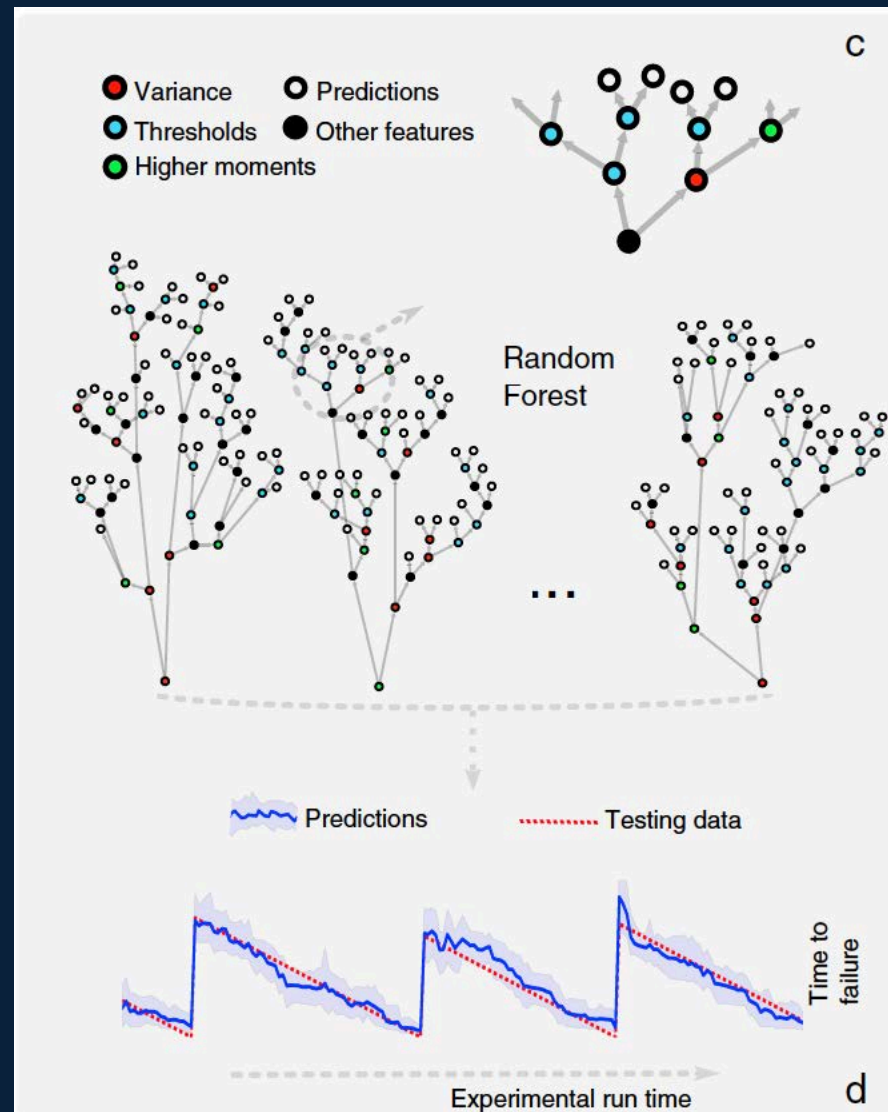 c
Variance
Predictions
Thresholds
Other features
Higher moments
Random
Forest
...
Predictions
Testing data
Time to
failure
Experimental run time
d